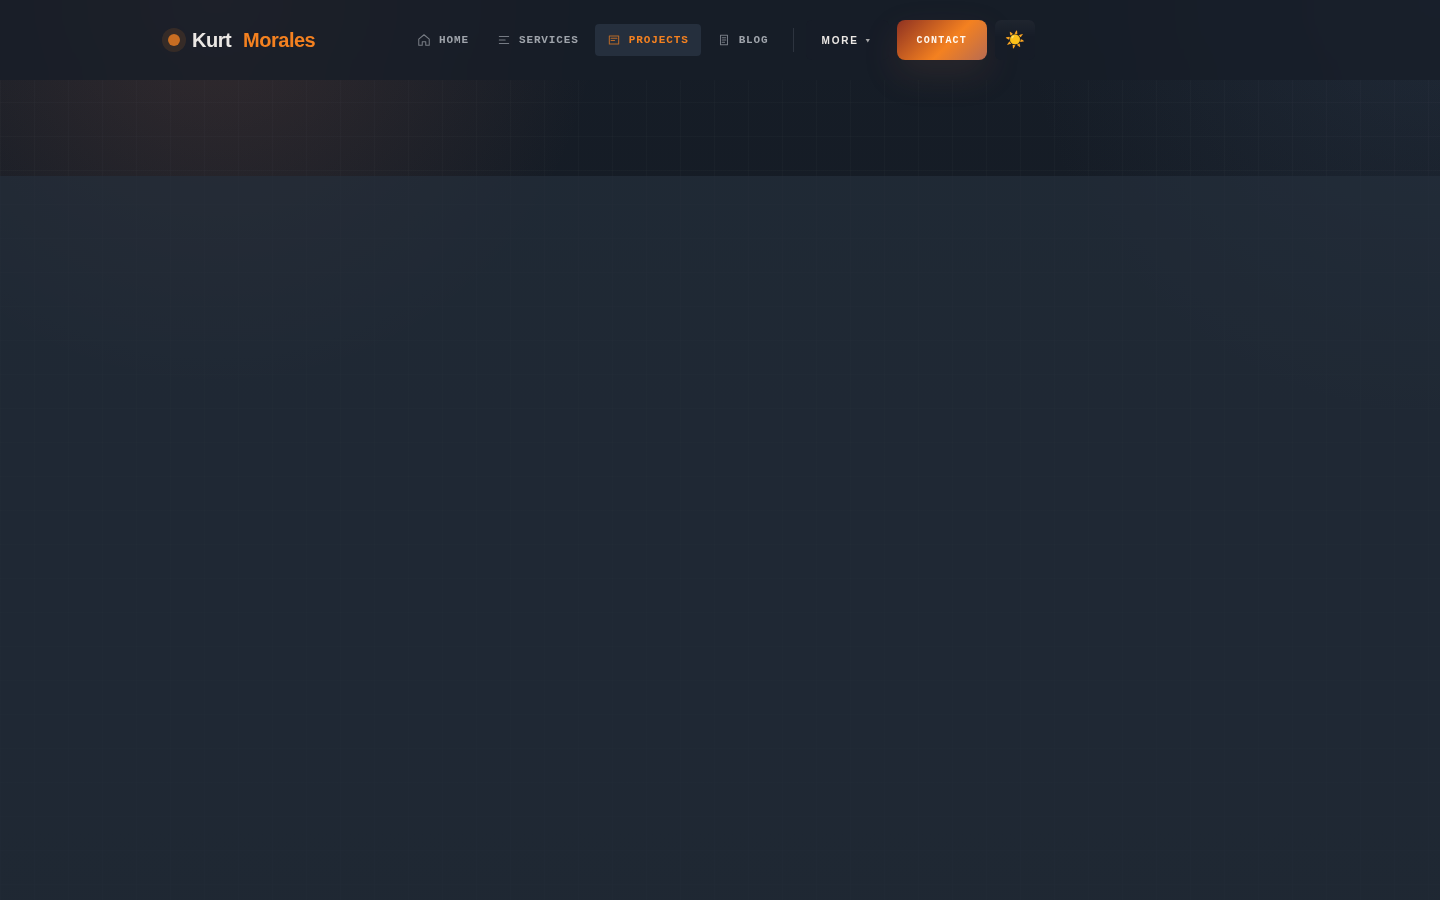 Kurt Morales
HOME
SERVICES
PROJECTS
BLOG
MORE
CONTACT